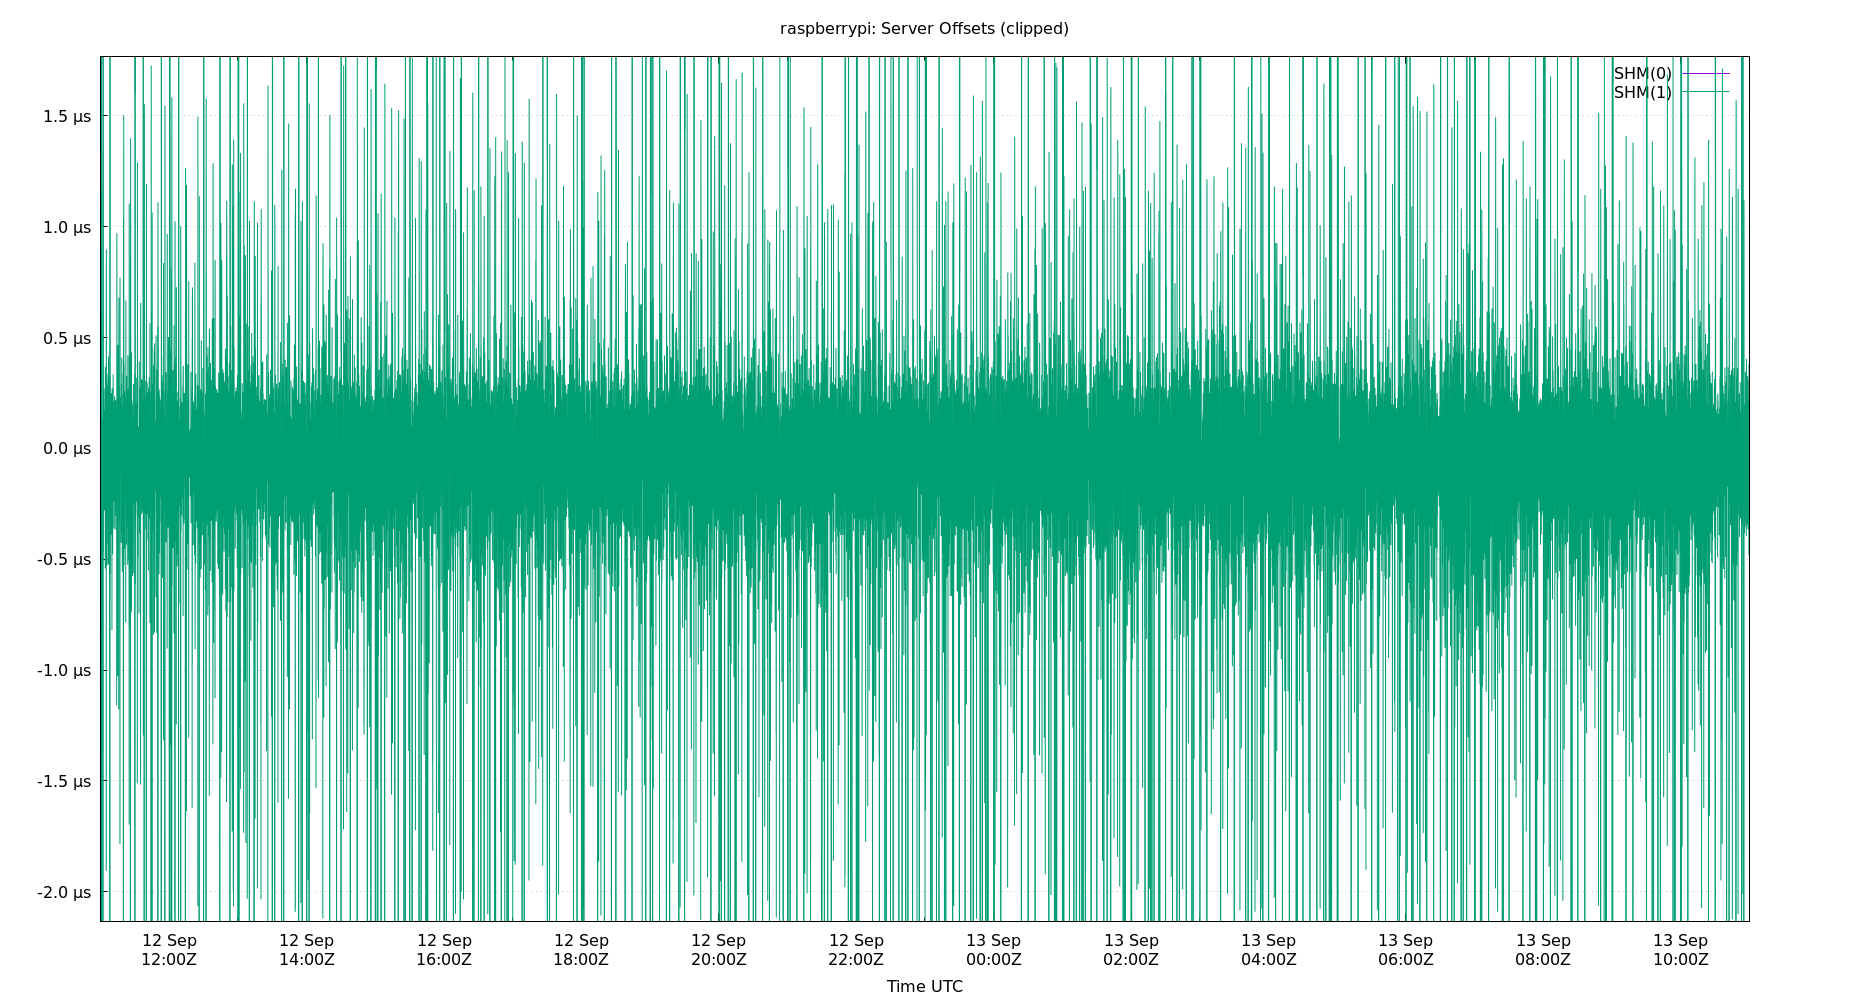 raspberrypi: Server Offsets (clipped)
SHM(0)
SHM(1)
1.5 μs
1.0 μs
0.5 μs
0.0 μs
-0.5 μs
-1.0 μs
-1.5 μs
-2.0 μs
12 Sep 12 Sep 12 Sep 12 Sep 12 Sep 12 Sep 13 Sep 13 Sep 13 Sep 13 Sep 13 Sep 13 Sep
12:00Z 14:00Z 16:00Z 18:00Z 20:00Z 22:00Z 00:00Z 02:00Z 04:00Z 06:00Z 08:00Z 10:00Z
Time UTC